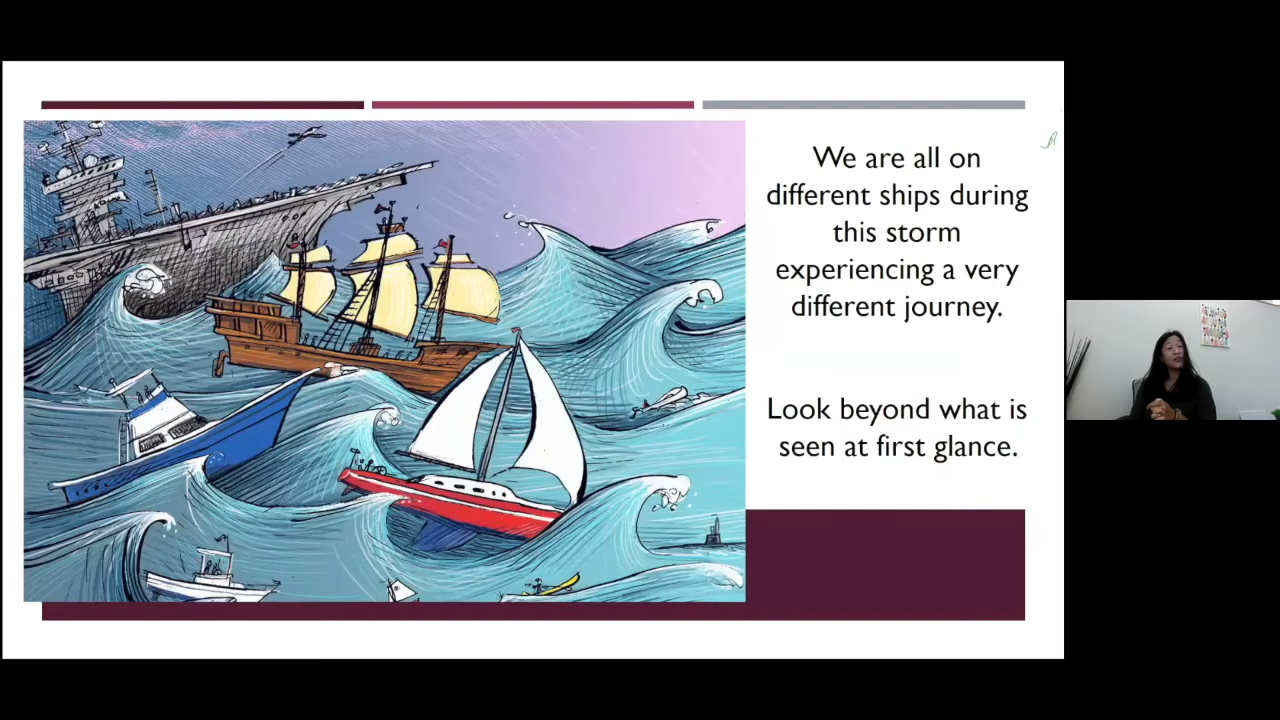 We are all on
different ships during
this storm
experiencing a very
different journey.
Look beyond what is
seen at first glance.